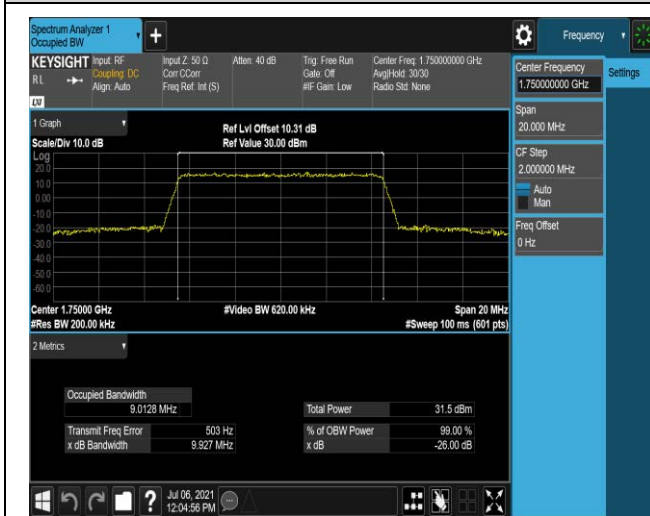 Spectrum Analyzer 1
Occupied BW
Frequency
KEYSIGHT
RL
LXI
Input: RF
Coupling: DC
Align: Auto
Input Z: 50 Ω
Corr CCorr
Freq Ref: Int (S)
Atten: 40 dB
Trig: Free Run
Gate: Off
#IF Gain: Low
Center Freq: 1.750000000 GHz
Avg|Hold: 30/30
Radio Std: None
Center Frequency
1.750000000 GHz
Settings
Span
20.000 MHz
CF Step
2.000000 MHz
Auto
Man
Freq Offset
0 Hz
1 Graph
Scale/Div 10.0 dB
Ref Lvl Offset 10.31 dB
Ref Value 30.00 dBm
Log
20.0
10.0
0.00
-10.0
-20.0
-30.0
-40.0
-50.0
-60.0
Center 1.75000 GHz
#Video BW 620.00 kHz
Span 20 MHz
#Res BW 200.00 kHz
#Sweep 100 ms (601 pts)
2 Metrics
Occupied Bandwidth
9.0128 MHz
Total Power 31.5 dBm
Transmit Freq Error 503 Hz
% of OBW Power 99.00 %
x dB Bandwidth 9.927 MHz
x dB -26.00 dB
Jul 06, 2021
12:04:56 PM